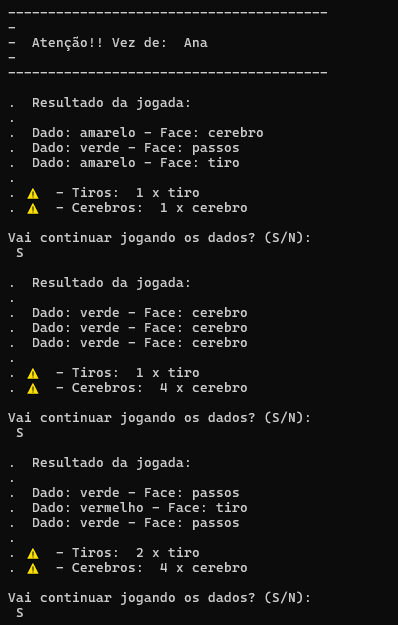 ----------------------------------------
-
-  Atenção!! Vez de:  Ana
-
----------------------------------------
.  Resultado da jogada:
.
.  Dado: amarelo - Face: cerebro
.  Dado: verde - Face: passos
.  Dado: amarelo - Face: tiro
.
. ⚠  - Tiros:  1 x tiro
. ⚠  - Cerebros:  1 x cerebro
Vai continuar jogando os dados? (S/N):
 S
.  Resultado da jogada:
.
.  Dado: verde - Face: cerebro
.  Dado: verde - Face: cerebro
.  Dado: verde - Face: cerebro
.
. ⚠  - Tiros:  1 x tiro
. ⚠  - Cerebros:  4 x cerebro
Vai continuar jogando os dados? (S/N):
 S
.  Resultado da jogada:
.
.  Dado: verde - Face: passos
.  Dado: vermelho - Face: tiro
.  Dado: verde - Face: passos
.
. ⚠  - Tiros:  2 x tiro
. ⚠  - Cerebros:  4 x cerebro
Vai continuar jogando os dados? (S/N):
 S